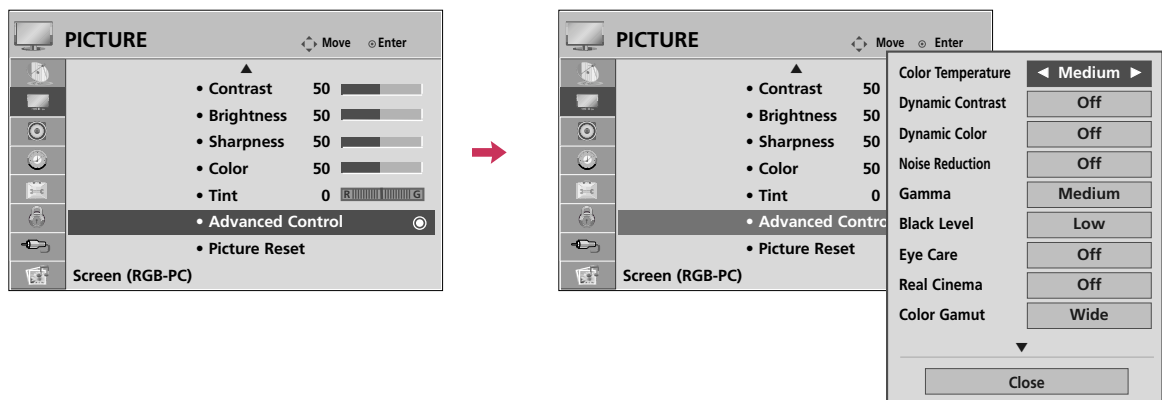 PICTURE
Move
Enter
• Contrast 50
• Brightness 50
• Sharpness 50
• Color 50
• Tint 0 R G
• Advanced Control
• Picture Reset
Screen (RGB-PC)
PICTURE
Move
Enter
• Contrast 50
• Brightness 50
• Sharpness 50
• Color 50
• Tint 0
• Advanced Contro
• Picture Reset
Screen (RGB-PC)
Color Temperature ◄ Medium ►
Dynamic Contrast Off
Dynamic Color Off
Noise Reduction Off
Gamma Medium
Black Level Low
Eye Care Off
Real Cinema Off
Color Gamut Wide
Close